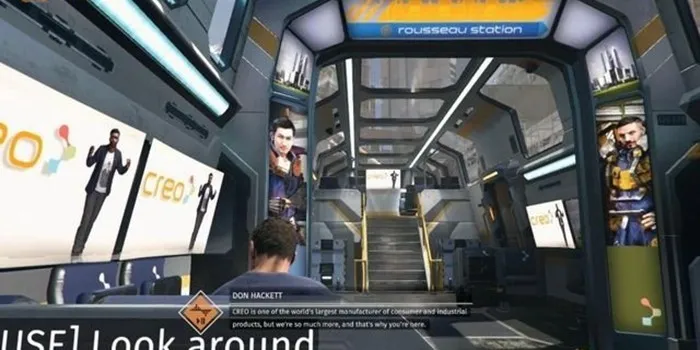 rousseau station
reo
creo
creo
DON HACKETT
CREO is one of the world's largest manufacturer of consumer and industrial
products, but we're so much more, and that's why you're here.
USE] Look around